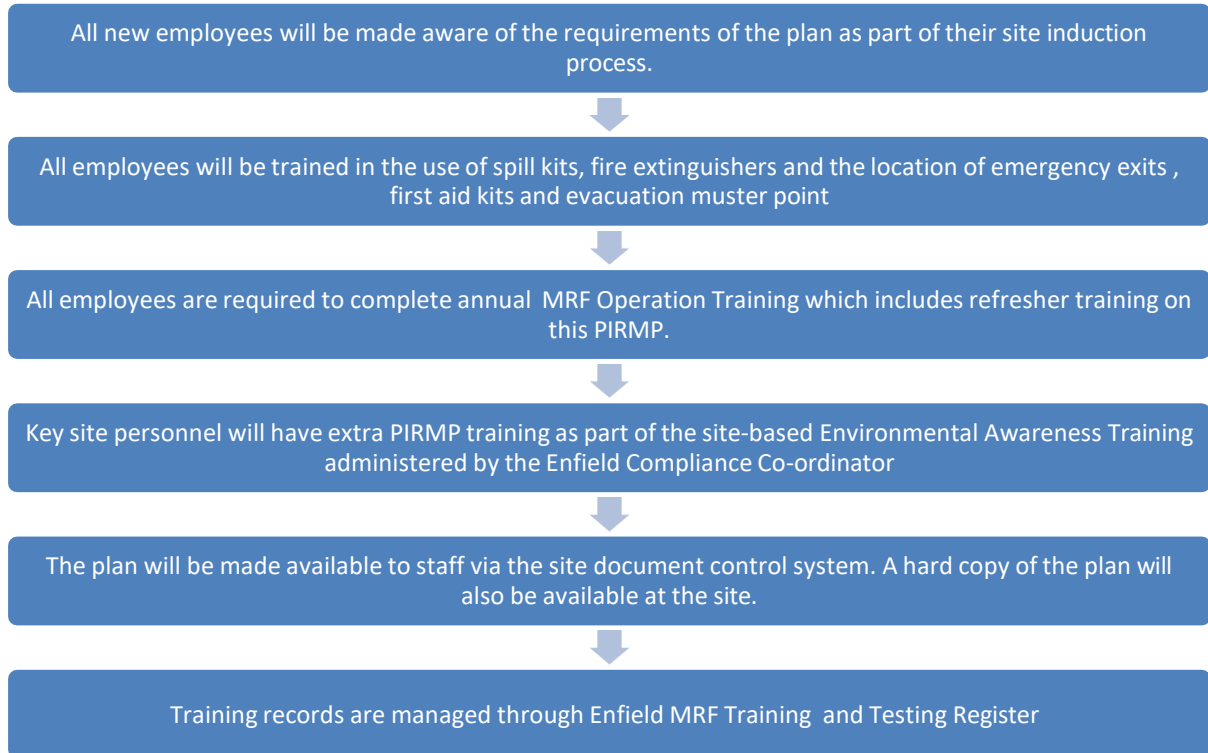 All new employees will be made aware of the requirements of the plan as part of their site induction
process.
All employees will be trained in the use of spill kits, fire extinguishers and the location of emergency exits ,
first aid kits and evacuation muster point
All employees are required to complete annual  MRF Operation Training which includes refresher training on
this PIRMP.
Key site personnel will have extra PIRMP training as part of the site-based Environmental Awareness Training
administered by the Enfield Compliance Co-ordinator
The plan will be made available to staff via the site document control system. A hard copy of the plan will
also be available at the site.
Training records are managed through Enfield MRF Training  and Testing Register